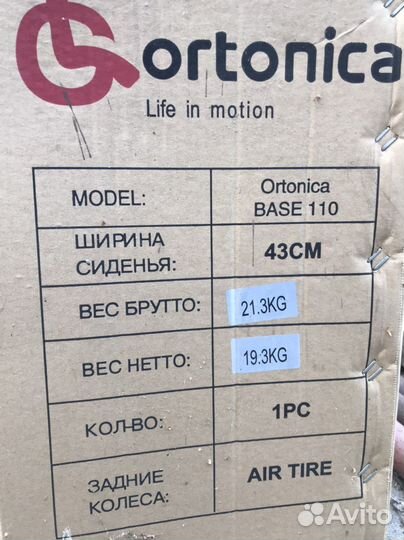 ortonica
Life in motion
MODEL: Ortonica
BASE 110
ШИРИНА
СИДЕНЬЯ: 43CM
ВЕС БРУТТО: 21.3KG
ВЕС НЕТТО: 19.3KG
КОЛ-ВО: 1PC
ЗАДНИЕ
КОЛЕСА: AIR TIRE
Avito